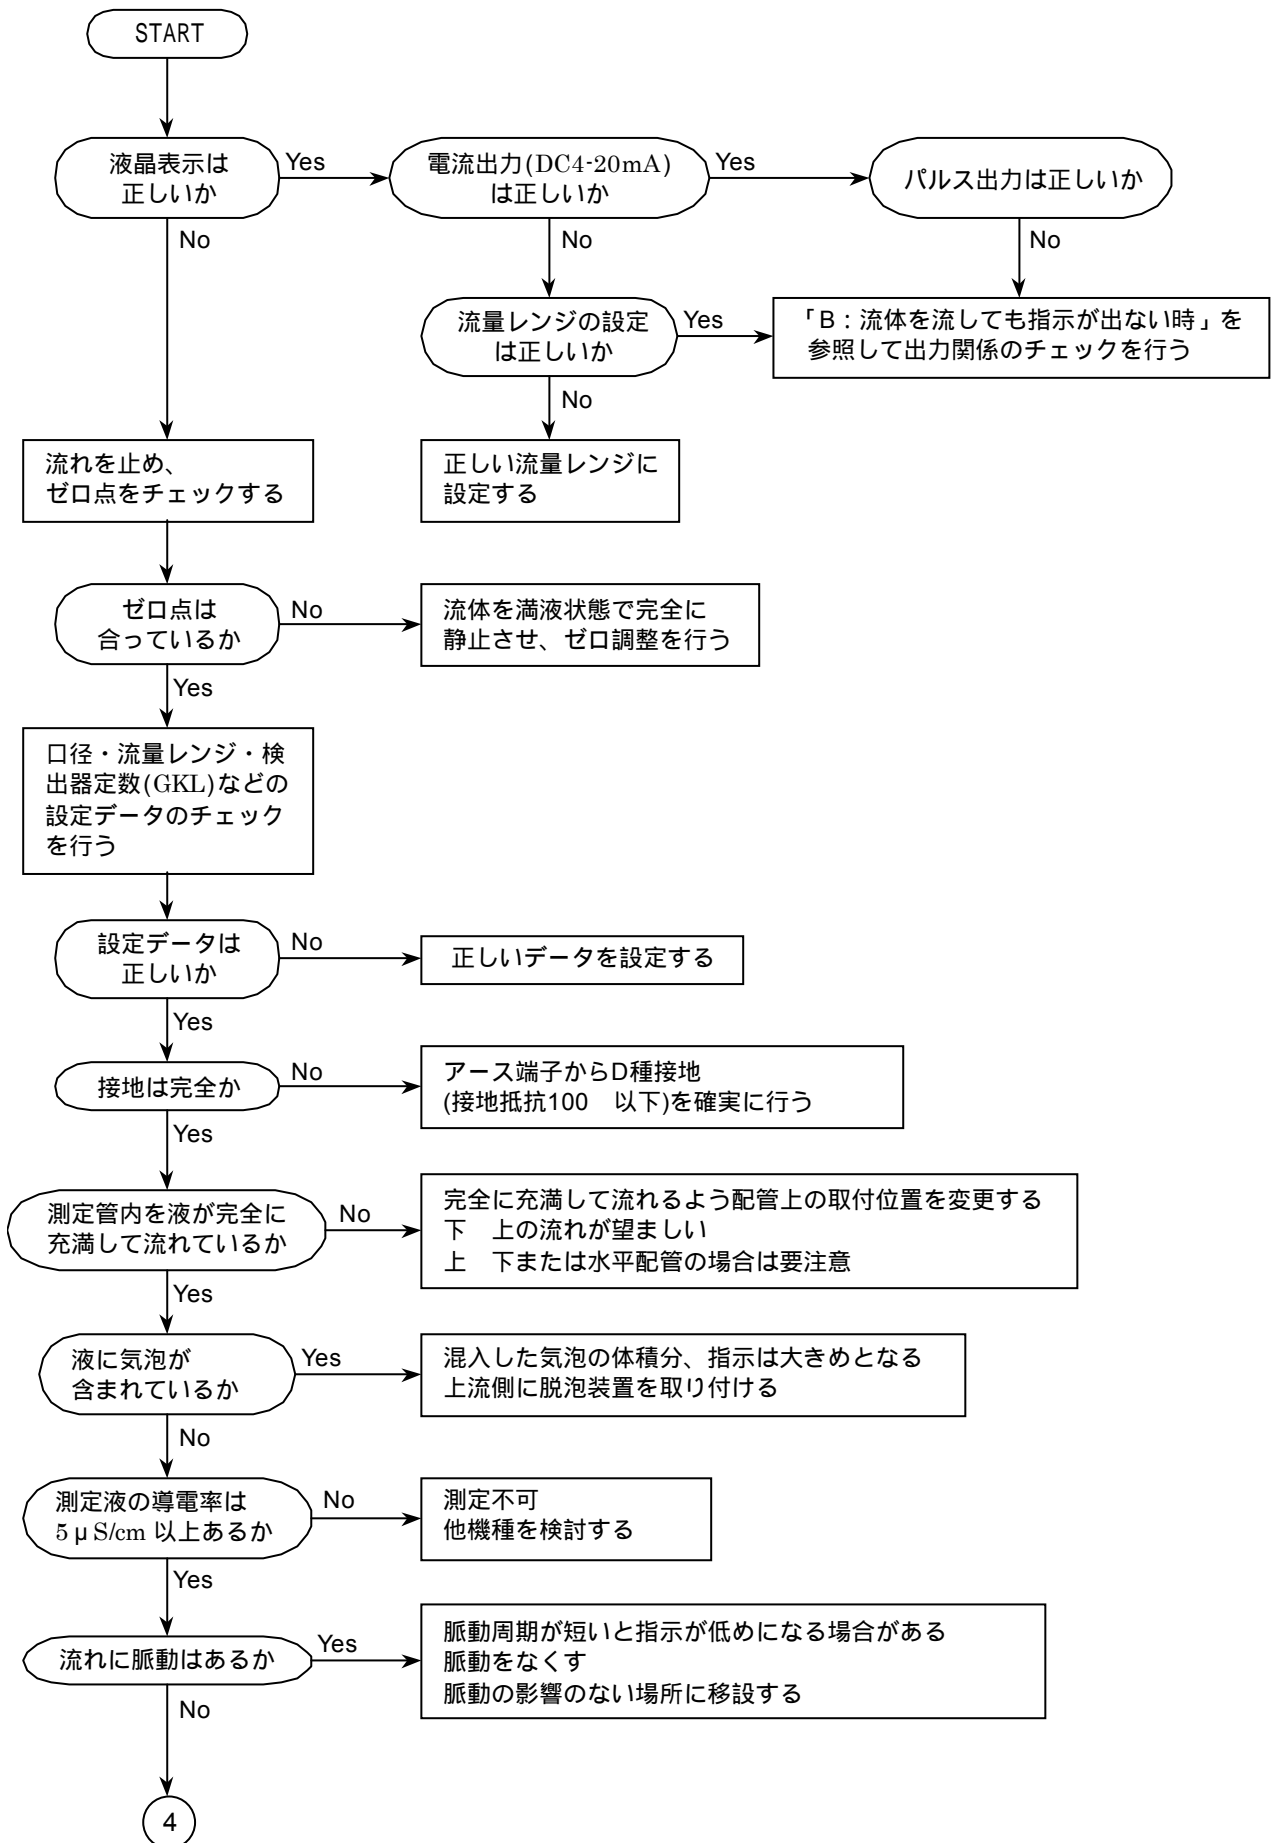 START
液晶表示は
正しいか
Yes
電流出力(DC4-20mA)
は正しいか
Yes
パルス出力は正しいか
No
No
No
流量レンジの設定
は正しいか
Yes
「B：流体を流しても指示が出ない時」を
参照して出力関係のチェックを行う
No
流れを止め、
ゼロ点をチェックする
正しい流量レンジに
設定する
ゼロ点は
合っているか
No
流体を満液状態で完全に
静止させ、ゼロ調整を行う
Yes
口径・流量レンジ・検
出器定数(GKL)などの
設定データのチェック
を行う
設定データは
正しいか
No
正しいデータを設定する
Yes
接地は完全か
No
アース端子からD種接地
(接地抵抗100　以下)を確実に行う
Yes
測定管内を液が完全に
充満して流れているか
No
完全に充満して流れるよう配管上の取付位置を変更する
下　上の流れが望ましい
上　下または水平配管の場合は要注意
Yes
液に気泡が
含まれているか
Yes
混入した気泡の体積分、指示は大きめとなる
上流側に脱泡装置を取り付ける
No
測定液の導電率は
5μS/cm 以上あるか
No
測定不可
他機種を検討する
Yes
流れに脈動はあるか
Yes
脈動周期が短いと指示が低めになる場合がある
脈動をなくす
脈動の影響のない場所に移設する
No
4